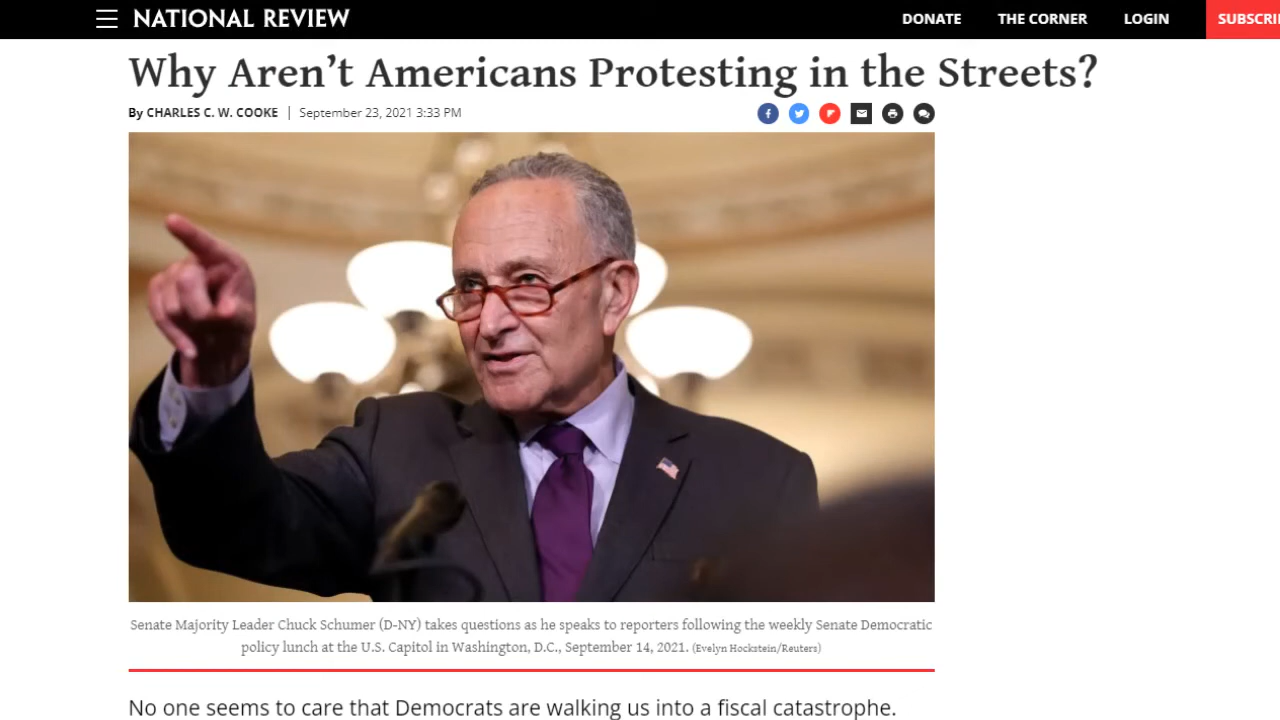 NATIONAL REVIEW DONATE THE CORNER LOGIN SUBSCRI
Why Aren’t Americans Protesting in the Streets?
By CHARLES C. W. COOKE | September 23, 2021 3:33 PM
Senate Majority Leader Chuck Schumer (D-NY) takes questions as he speaks to reporters following the weekly Senate Democratic
policy lunch at the U.S. Capitol in Washington, D.C., September 14, 2021. (Evelyn Hockstein/Reuters)
No one seems to care that Democrats are walking us into a fiscal catastrophe.